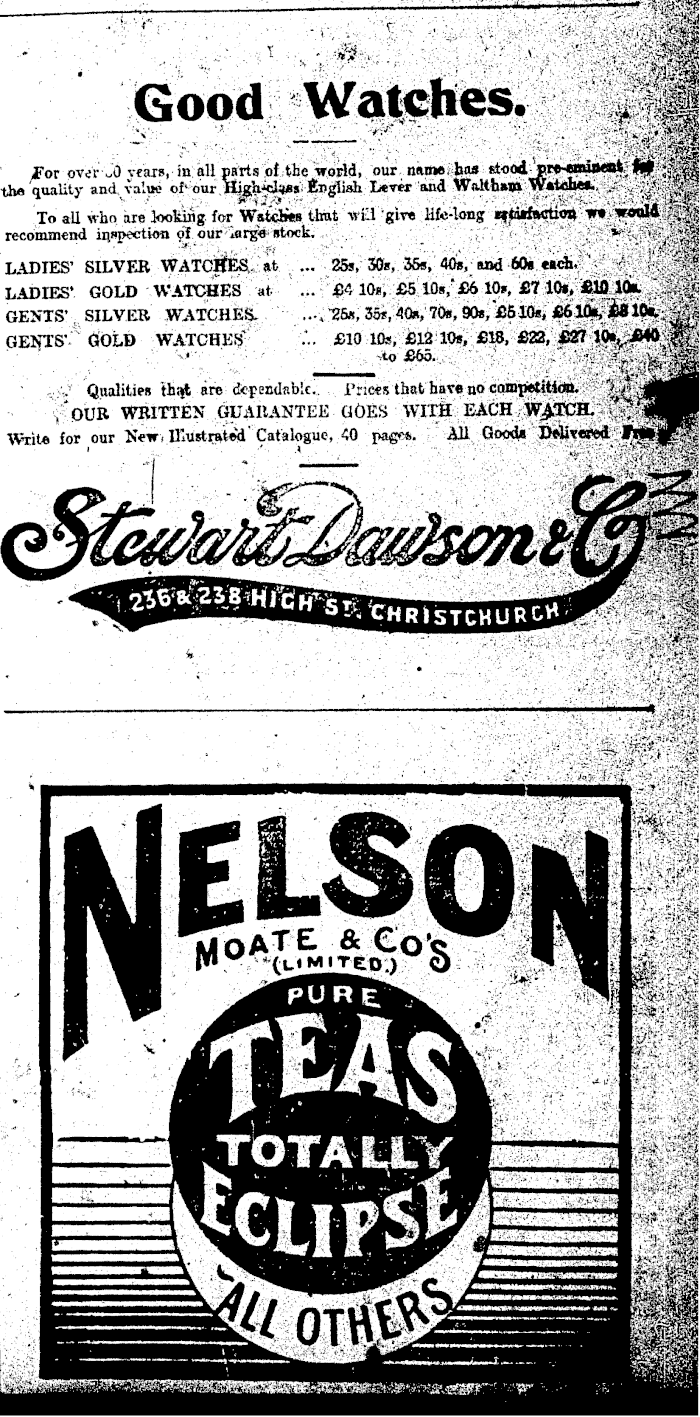 Good Watches.
For over years, in all parts of the world, our name has stood pre-eminent for
the quality and value of our High-class English Lever and Waltham Watches.
To all who are looking for Watches that will give life-long satisfaction we would
recommend inspection of our large stock.
LADIES' SILVER WATCHES at ... 25s, 30s, 35s, 40s, and 60s each.
LADIES' GOLD WATCHES at ... £4 10s, £5 10s, £6 10s, £7 10s, £10 10s.
GENTS' SILVER WATCHES. ... 25s, 35s, 40s, 70s, 90s, £5 10s, £6 10s, £8 10s.
GENTS' GOLD WATCHES ... £10 10s, £12 10s, £18, £22, £27 10s, £40
to £65.
Qualities that are dependable. Prices that have no competition.
OUR WRITTEN GUARANTEE GOES WITH EACH WATCH.
Write for our New Illustrated Catalogue, 40 pages. All Goods Delivered Free
Stewart Dawson & Co
236 & 238 HIGH ST. CHRISTCHURCH
NELSON
MOATE & CO'S
(LIMITED.)
PURE
TEAS
TOTALLY
ECLIPSE
ALL OTHERS